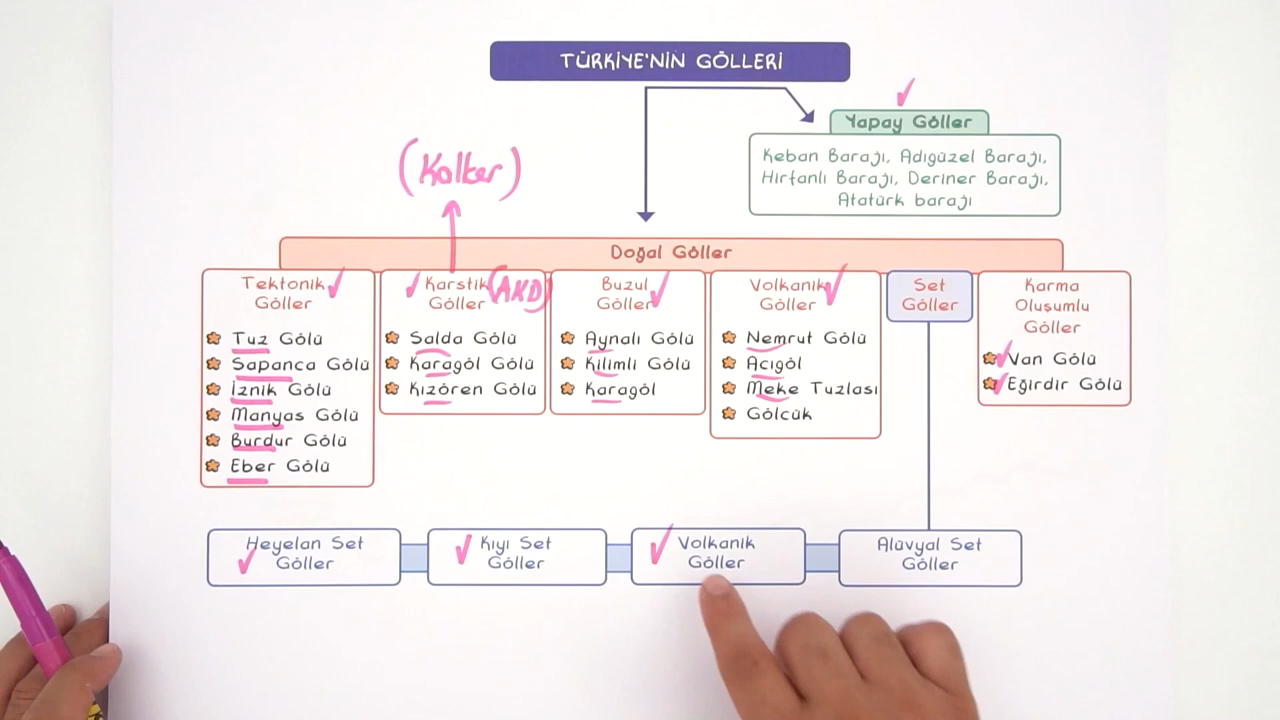 TÜRKİYE'NİN GÖLLERİ
Yapay Göller
Keban Barajı, Adıgüzel Barajı,
Hirfanlı Barajı, Deriner Barajı,
Atatürk barajı
(Kalker)
Doğal Göller
Tektonik
Göller
Tuz Gölü
Sapanca Gölü
İznik Gölü
Manyas Gölü
Burdur Gölü
Eber Gölü
Karstik (AKD)
Göller
Salda Gölü
Karagöl Gölü
Kızören Gölü
Buzul
Göller
Aynalı Gölü
Kilimli Gölü
Karagöl
Volkanik
Göller
Nemrut Gölü
Acıgöl
Meke Tuzlası
Gölcük
Set
Göller
Karma
Oluşumlu
Göller
Van Gölü
Eğirdir Gölü
Heyelan Set
Göller
Kıyı Set
Göller
Volkanik
Göller
Alüvyal Set
Göller